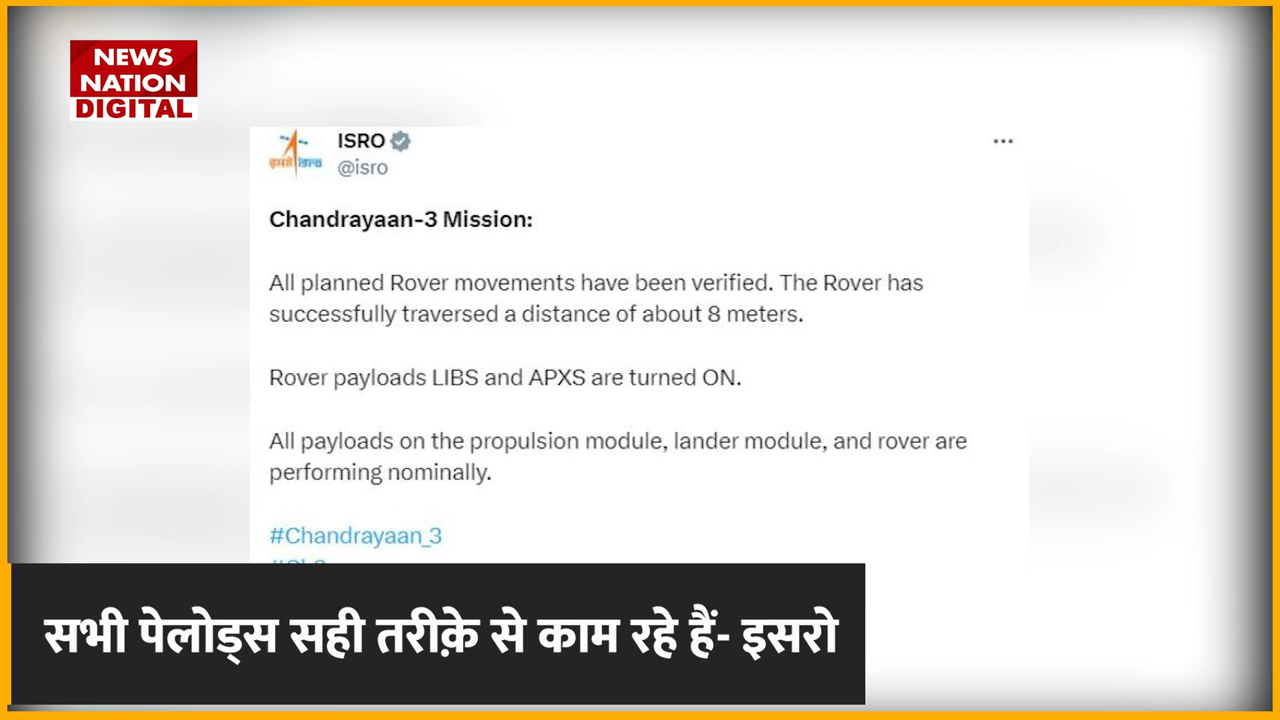 NEWS
NATION
DIGITAL
ISRO
इसरो isro
@isro
Chandrayaan-3 Mission:
All planned Rover movements have been verified. The Rover has
successfully traversed a distance of about 8 meters.
Rover payloads LIBS and APXS are turned ON.
All payloads on the propulsion module, lander module, and rover are
performing nominally.
#Chandrayaan_3
सभी पेलोड्स सही तरीक़े से काम रहे हैं- इसरो